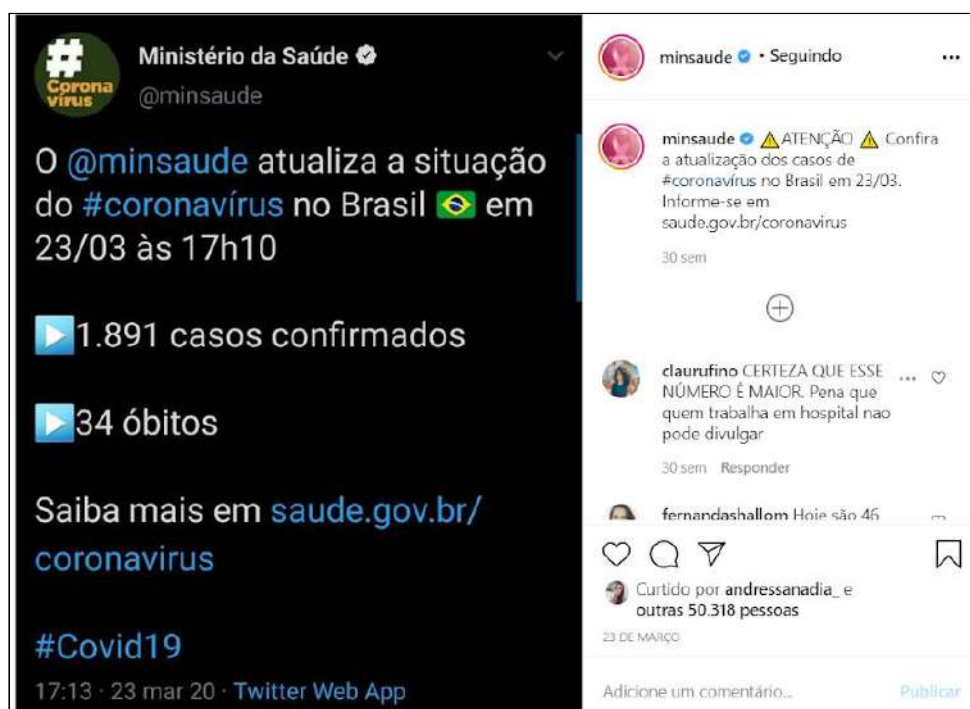 #
Corona
vírus
Ministério da Saúde
@minsaude
O @minsaude atualiza a situação
do #coronavírus no Brasil 🇧🇷 em
23/03 às 17h10
▶️1.891 casos confirmados
▶️34 óbitos
Saiba mais em saude.gov.br/
coronavirus
#Covid19
17:13 · 23 mar 20 · Twitter Web App
minsaude • Seguindo
minsaude ⚠️ATENÇÃO ⚠️ Confira
a atualização dos casos de
#coronavírus no Brasil em 23/03.
Informe-se em
saude.gov.br/coronavirus
30 sem
claurufino CERTEZA QUE ESSE
NÚMERO É MAIOR. Pena que
quem trabalha em hospital nao
pode divulgar
30 sem Responder
fernandashallom Hoje são 46
Curtido por andressanadia_ e
outras 50.318 pessoas
23 DE MARÇO
Adicione um comentário... Publicar